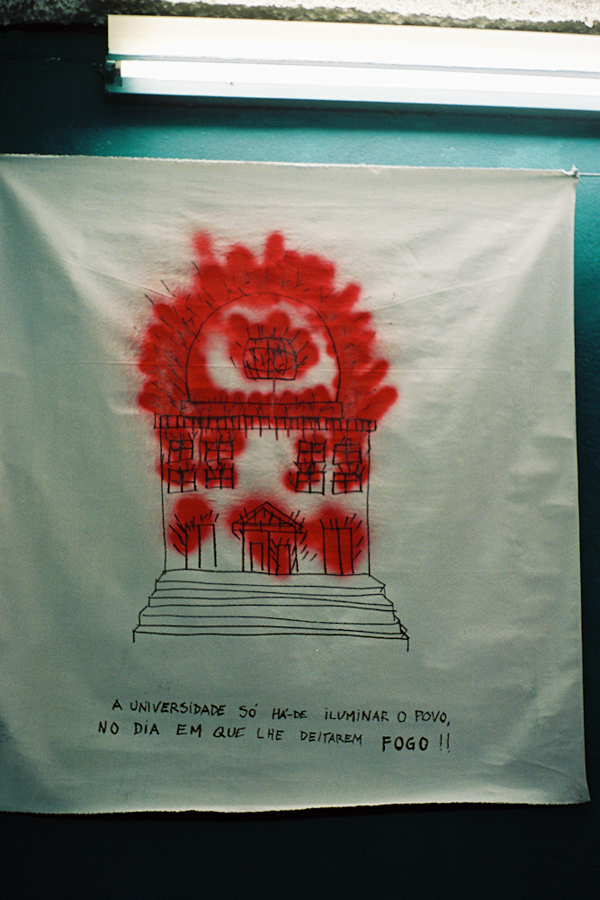 A UNIVERSIDADE SÓ HÁ-DE ILUMINAR O POVO,
NO DIA EM QUE LHE DEITAREM FOGO !!